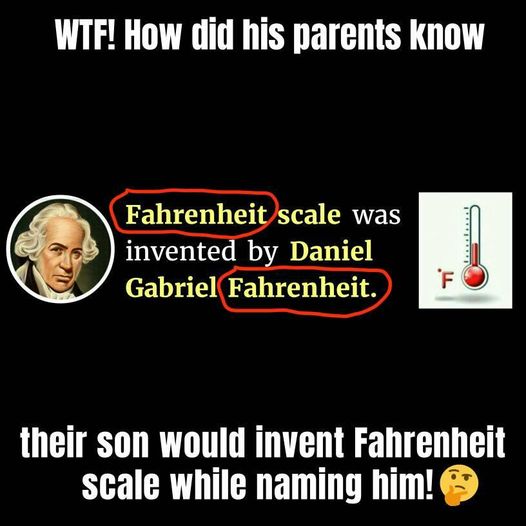 WTF! How did his parents know
Fahrenheit scale was
invented by Daniel
Gabriel Fahrenheit.
°F
their son would invent Fahrenheit
scale while naming him! 🤔